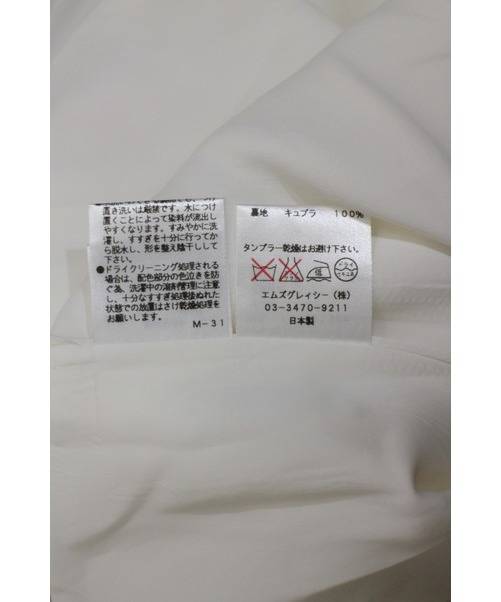 置き洗いは厳禁です。水につけ
置くことによって染料が流出し
やすくなります。すみやかに洗
濯し、すすぎを十分に行ってか
ら脱水し、形を整え陰干しして
下さい。
●ドライクリーニング処理される
場合は、配色部分の色泣きを防
ぐ為、洗濯中の溶剤管理に注意
し、十分なすすぎ処理後ぬれた
状態での放置はさけ乾燥処理を
お願いします。
M-31
裏地 キュプラ 100%
タンブラー乾燥はお避け下さい。
低
ドライ
エムズグレイシー(株)
03-3470-9211
日本製